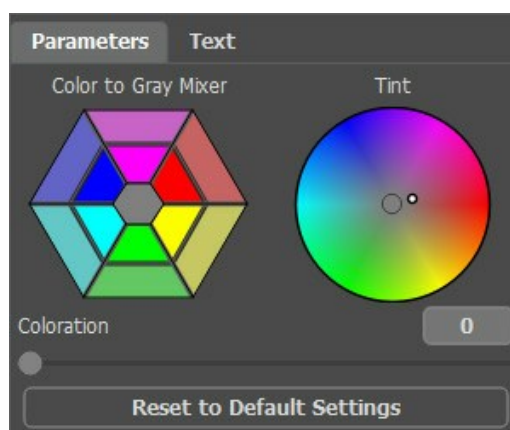 Parameters Text
Color to Gray Mixer Tint
Coloration 0
Reset to Default Settings